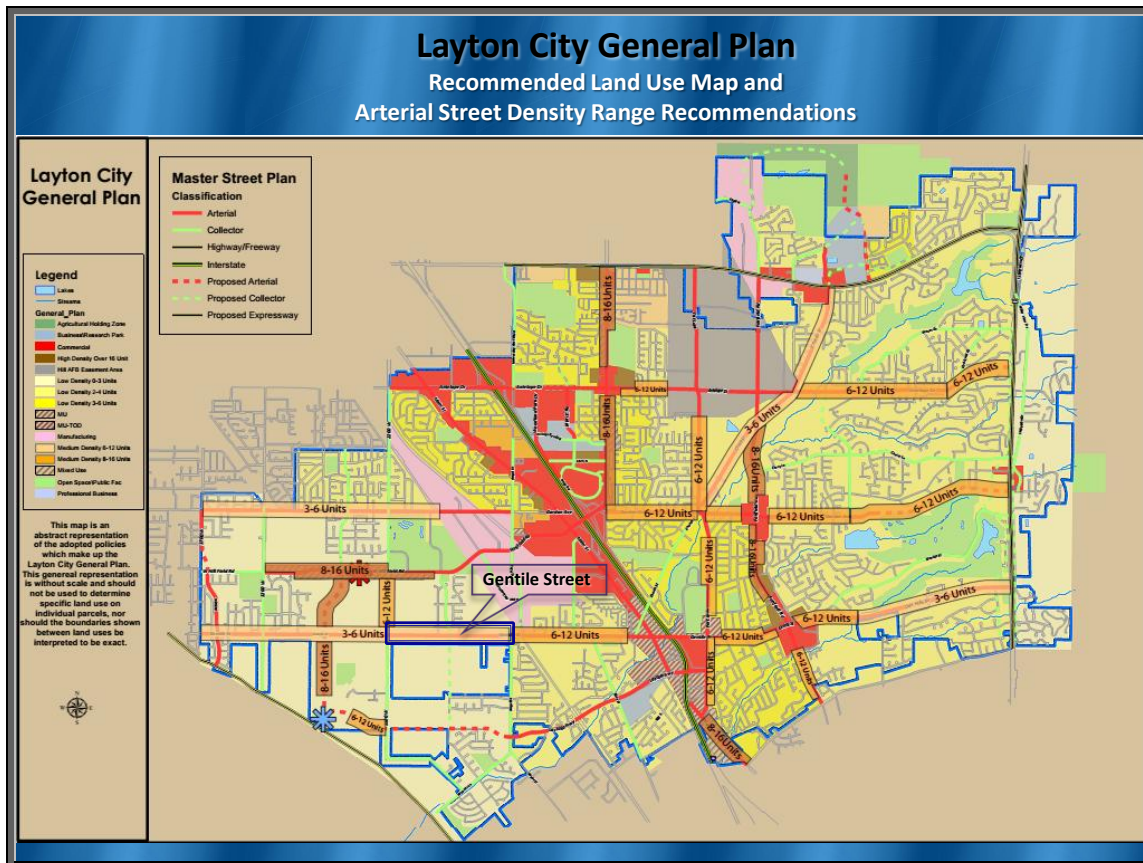 Layton City General Plan
Recommended Land Use Map and
Arterial Street Density Range Recommendations
Layton City
General Plan
Legend
Lakes
Streams
General_Plan
Agricultural Holding Zone
Business/Research Park
Commercial
High Density Over 16 Unit
Hill AFB Easement Area
Low Density 0-3 Units
Low Density 2-4 Units
Low Density 3-6 Units
MU
MU-TOD
Manufacturing
Medium Density 6-12 Units
Medium Density 8-16 Units
Mixed Use
Open Space/Public Fac
Professional Business
This map is an
abstract representation
of the adopted policies
which make up the
Layton City General Plan.
This genereal representation
is without scale and should
not be used to determine
specific land use on
individual parcels, nor
should the boundaries shown
between land uses be
interpreted to be exact.
Master Street Plan
Classification
Arterial
Collector
Highway/Freeway
Interstate
Proposed Arterial
Proposed Collector
Proposed Expressway
8-16 Units
6-12 Units
6-12 Units
6-12 Units
3-6 Units
8-16Units
6-12 Units
8-16Units
3-6 Units
6-12 Units
6-12 Units
6-12 Units
8-16Units
8-16 Units
6-12 Units
6-12 Units
Gentile Street
3-6 Units
3-6 Units
6-12 Units
6-12 Units
6-12 Units
6-12 Units
8-16 Units
6-12 Units
6-12 Units
8-16Units